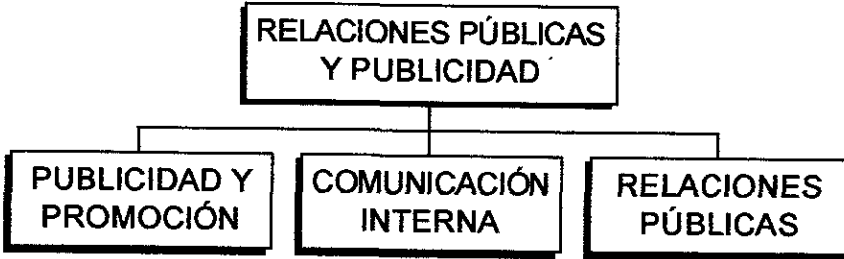 RELACIONES PÚBLICAS
Y PUBLICIDAD
PUBLICIDAD Y
PROMOCIÓN
COMUNICACIÓN
INTERNA
RELACIONES
PÚBLICAS